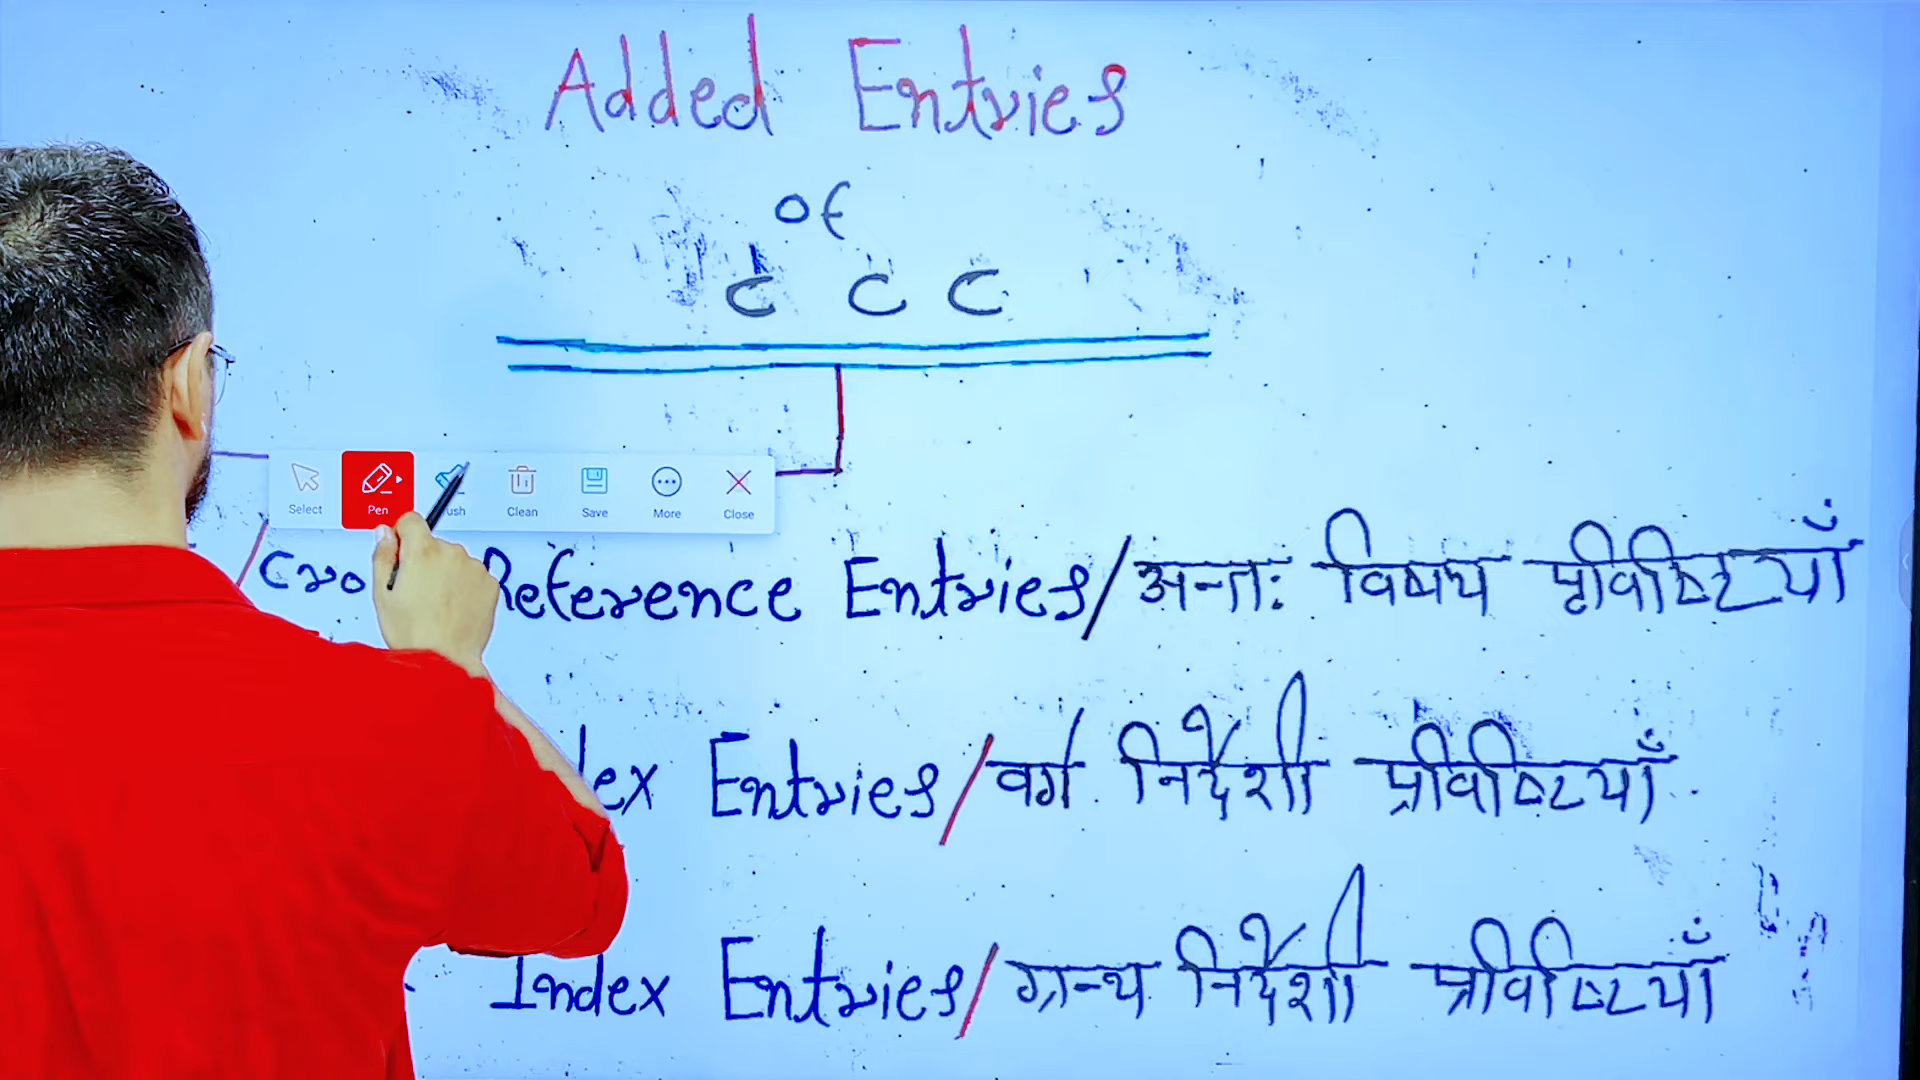 Added Entries
of
C C C
Select Pen Clean Save More Close
Reference Entries/अन्तः विषय प्रविष्टियाँ
Entries/वर्ग निर्देशी प्रविष्टियाँ
Index Entries/ग्रन्थ निर्देशी प्रविष्टियाँ